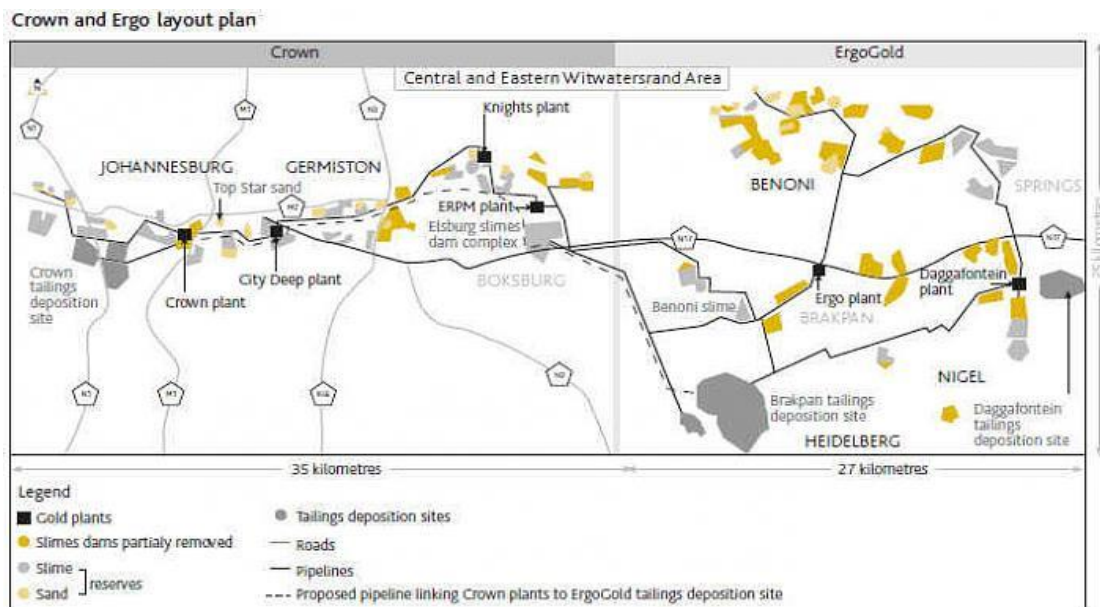 Crown and Ergo layout plan
Crown
ErgoGold
Central and Eastern Witwatersrand Area
Knights plant
JOHANNESBURG
GERMISTON
Top Star sand
M2
ERPM plant
Elsburg slimes
dam complex
BENONI
SPRINGS
N17
Crown
tailings
deposition
site
Crown plant
City Deep plant
BOKSBURG
Benoni slime
Ergo plant
BRAKPAN
Daggafontein
plant
NIGEL
Brakpan tailings
deposition site
HEIDELBERG
Daggafontein
tailings
deposition site
35 kilometres
27 kilometres
Legend
Gold plants
Slimes dams partialy removed
Slime
Sand
reserves
Tailings deposition sites
Roads
Pipelines
Proposed pipeline linking Crown plants to ErgoGold tailings deposition site